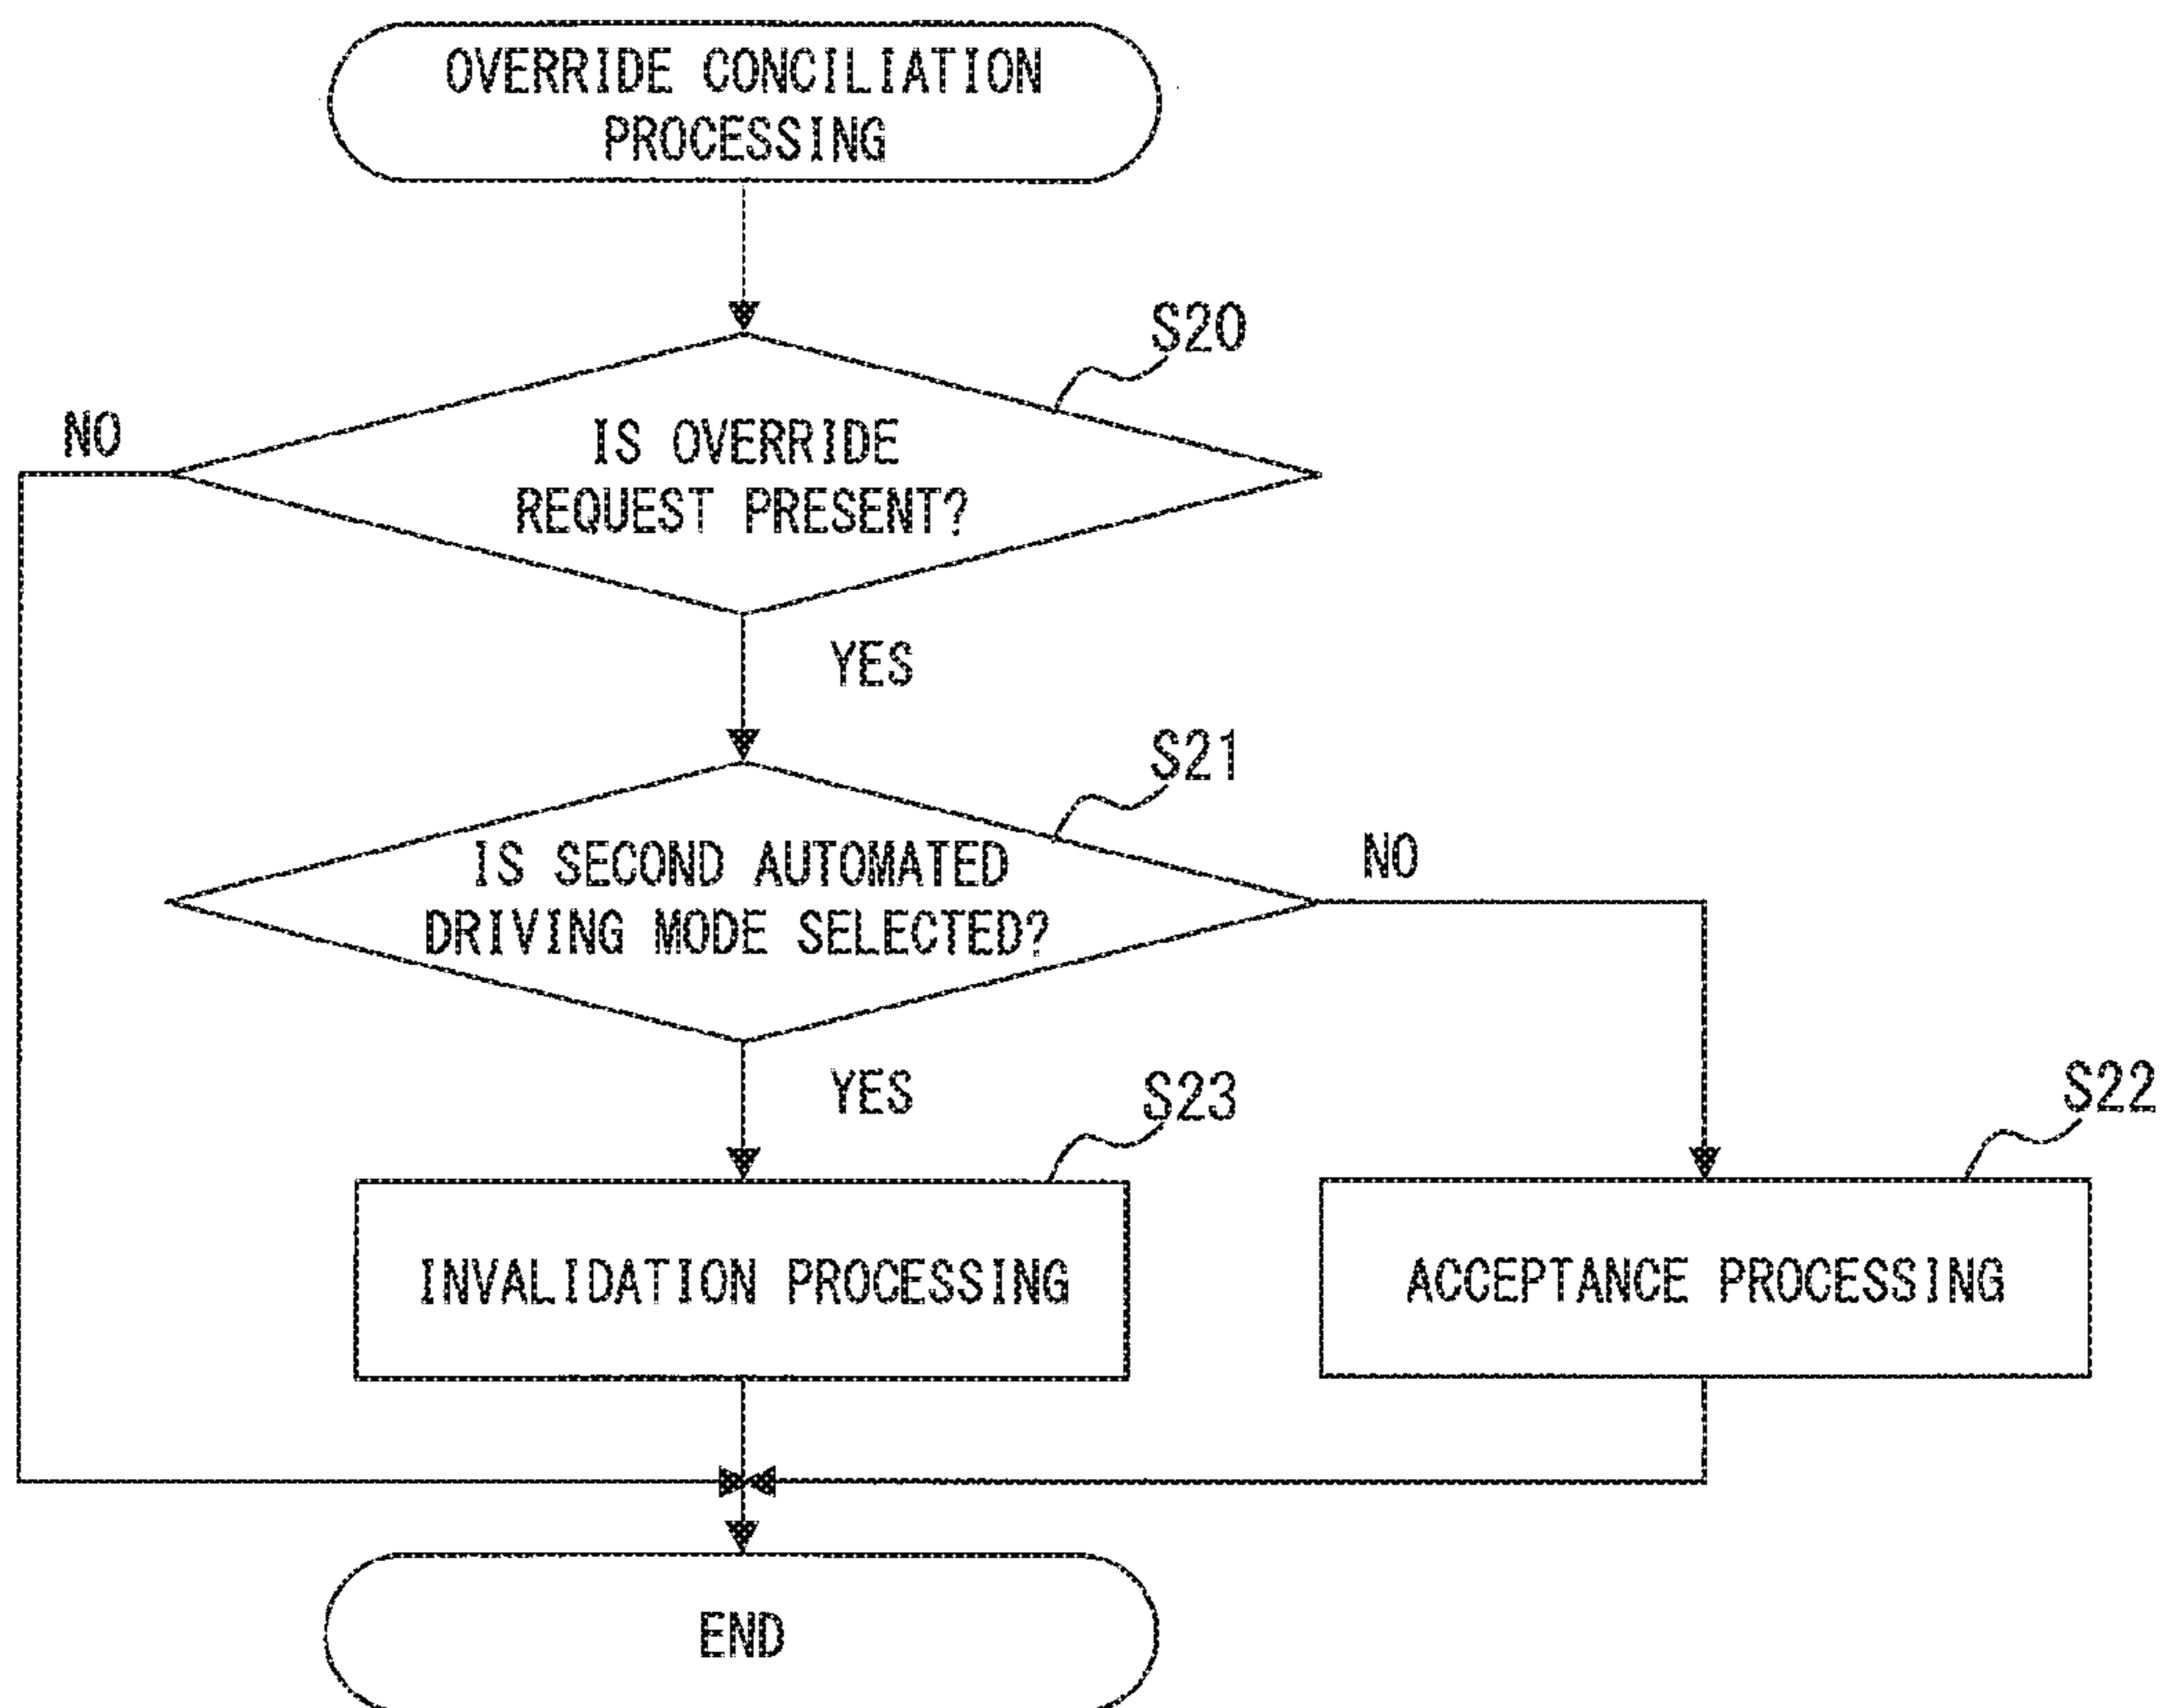 OVERRIDE CONCILIATION
PROCESSING
S20
NO
IS OVERRIDE
REQUEST PRESENT?
YES
S21
IS SECOND AUTOMATED
DRIVING MODE SELECTED?
NO
YES
S23
S22
INVALIDATION PROCESSING
ACCEPTANCE PROCESSING
END